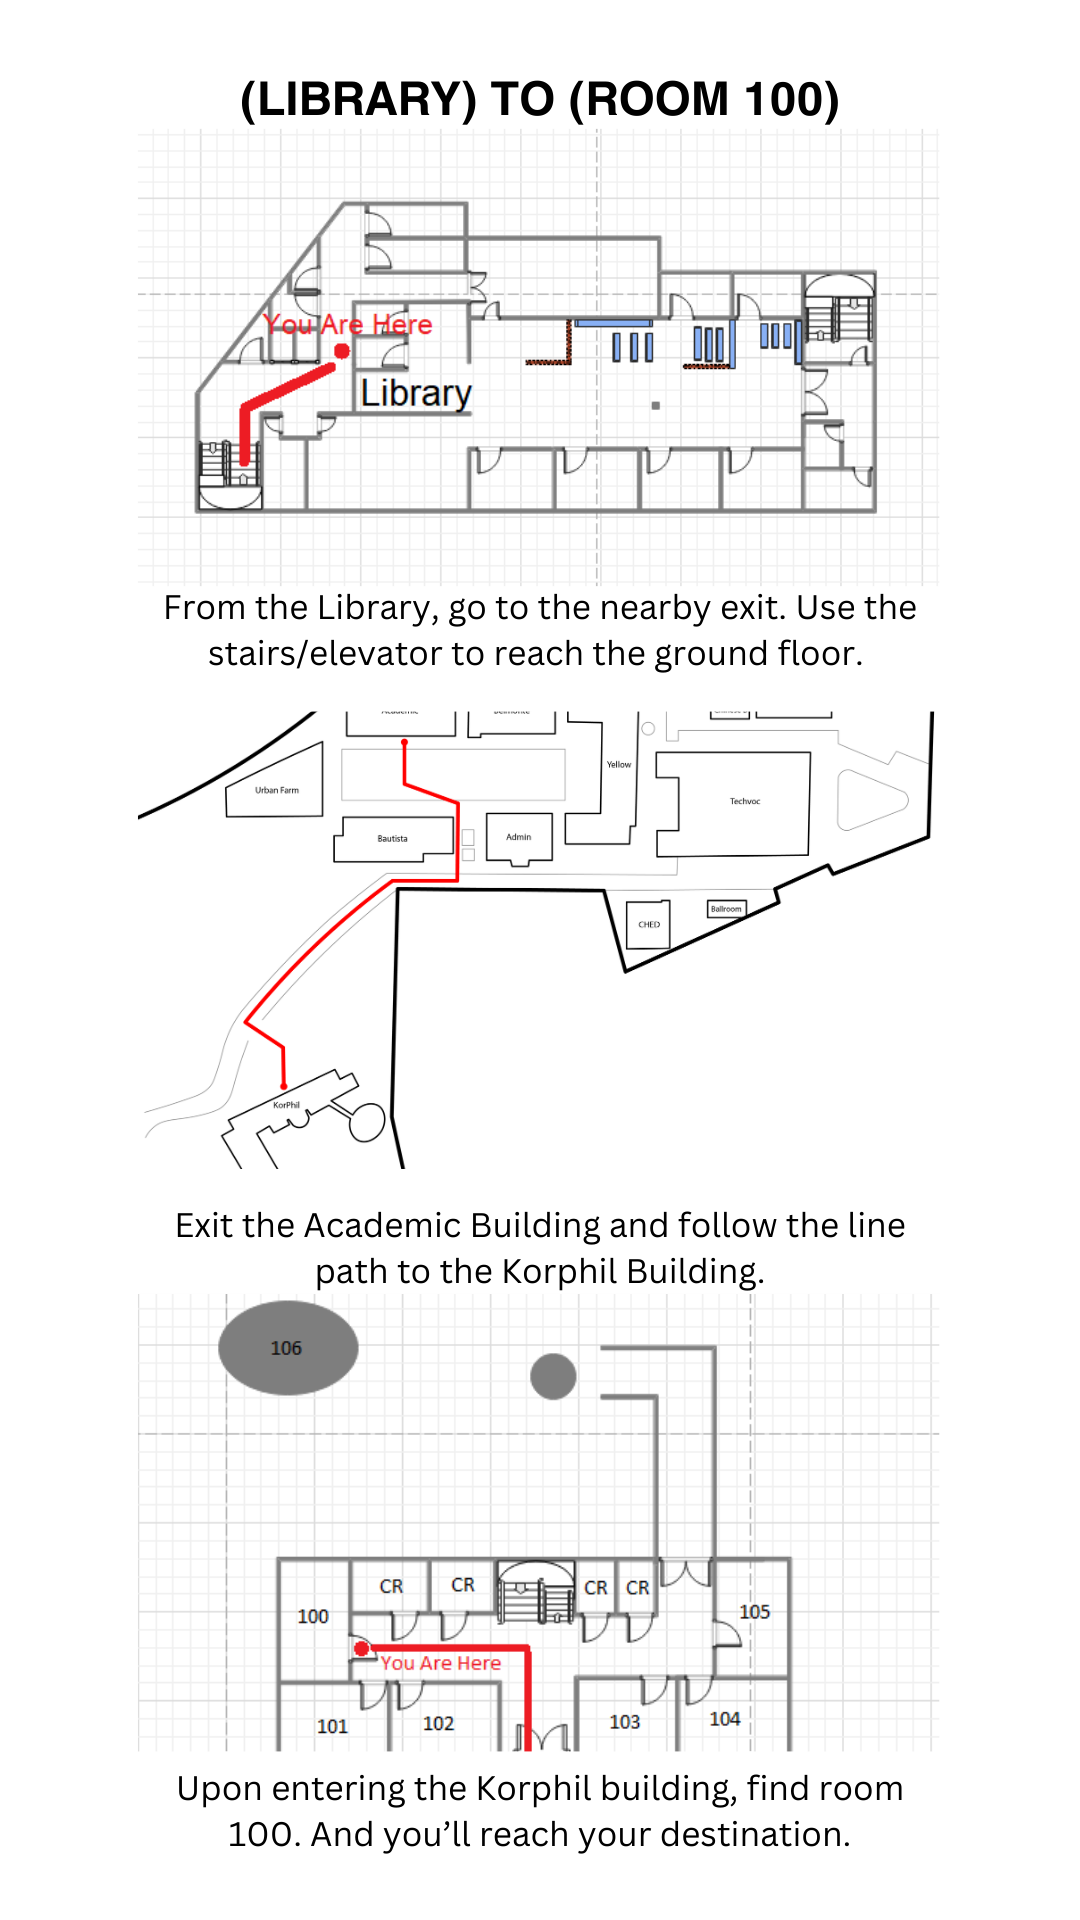 (LIBRARY) TO (ROOM 100)
You Are Here
Library
From the Library, go to the nearby exit. Use the
stairs/elevator to reach the ground floor.
Academic
Belmonte
Urban Farm
Yellow
Techvoc
Bautista
Admin
CHED
Ballroom
KorPhil
Exit the Academic Building and follow the line
path to the Korphil Building.
106
CR
CR
CR
CR
100
105
You Are Here
101
102
103
104
Upon entering the Korphil building, find room
100. And you’ll reach your destination.